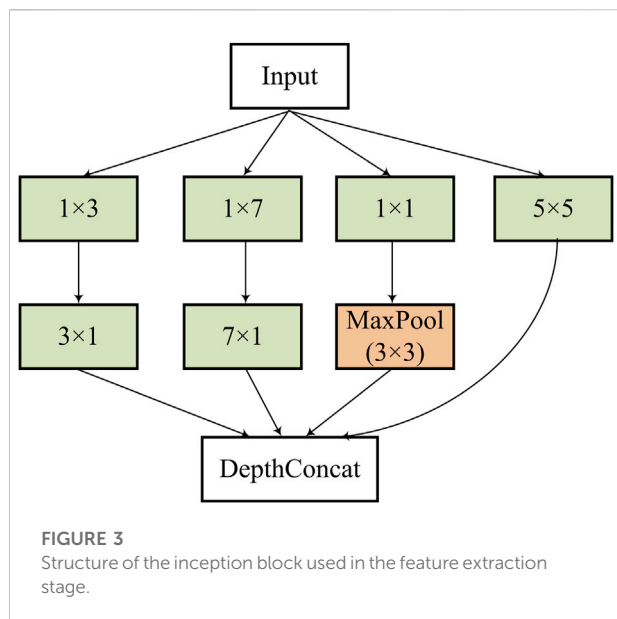 Input
1×3
1×7
1×1
5×5
3×1
7×1
MaxPool
(3×3)
DepthConcat
FIGURE 3
Structure of the inception block used in the feature extraction
stage.